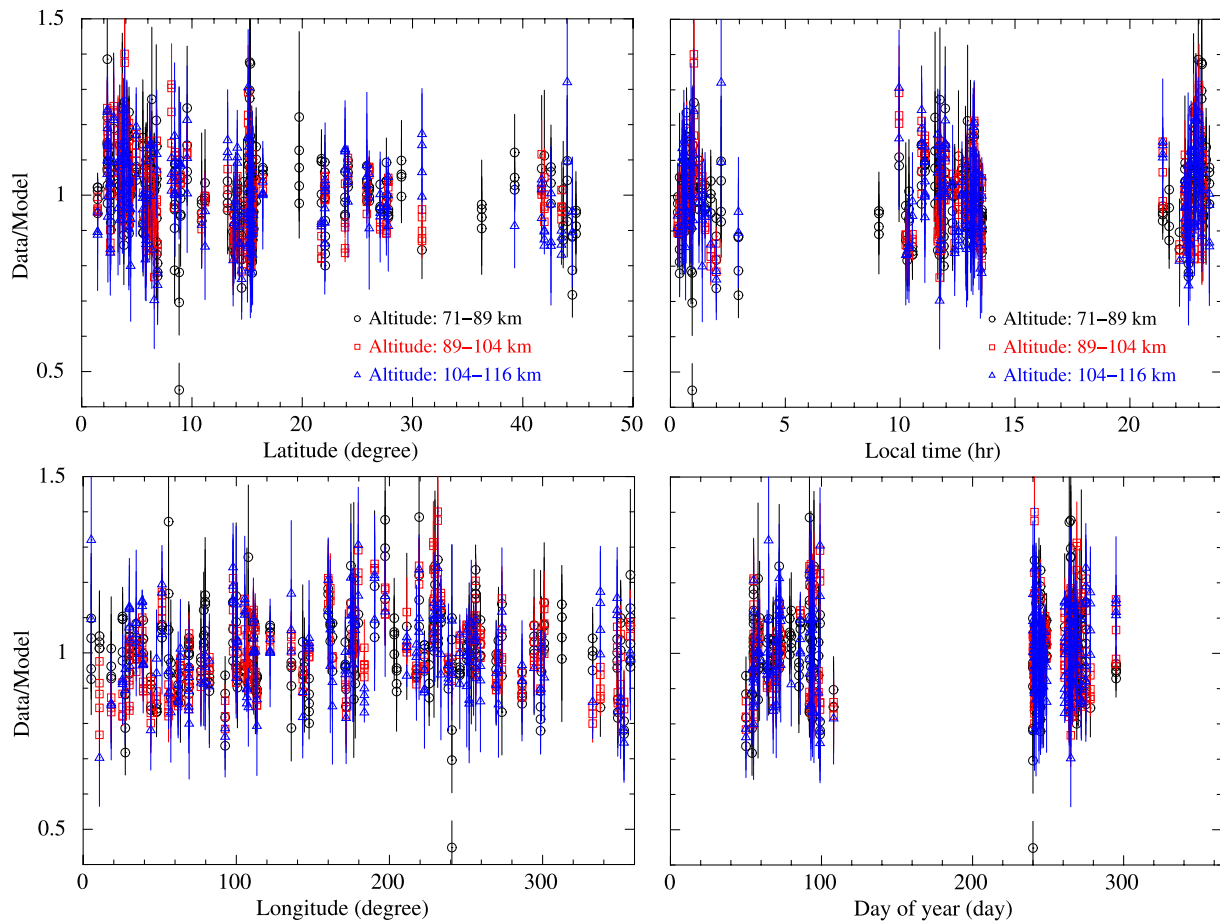 1.5
1
0.5
Data/Model
Altitude: 71−89 km
Altitude: 89−104 km
Altitude: 104−116 km
0 10 20 30 40 50
Latitude (degree)
Altitude: 71−89 km
Altitude: 89−104 km
Altitude: 104−116 km
0 5 10 15 20
Local time (hr)
1.5
1
0.5
Data/Model
0 100 200 300
Longitude (degree)
0 100 200 300
Day of year (day)